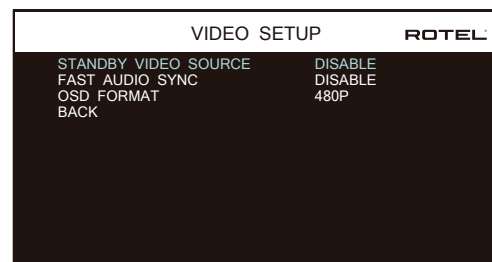 VIDEO SETUP ROTEL
STANDBY VIDEO SOURCE DISABLE
FAST AUDIO SYNC DISABLE
OSD FORMAT 480P
BACK